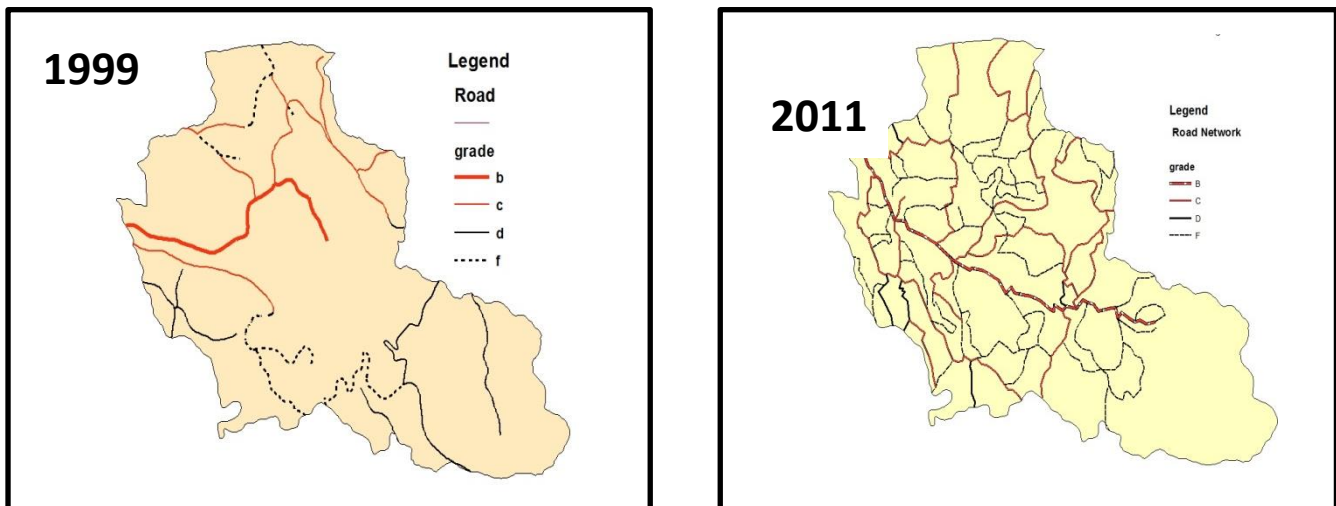 1999
Legend
Road
grade
b
c
d
f
2011
Legend
Road Network
grade
B
C
D
F